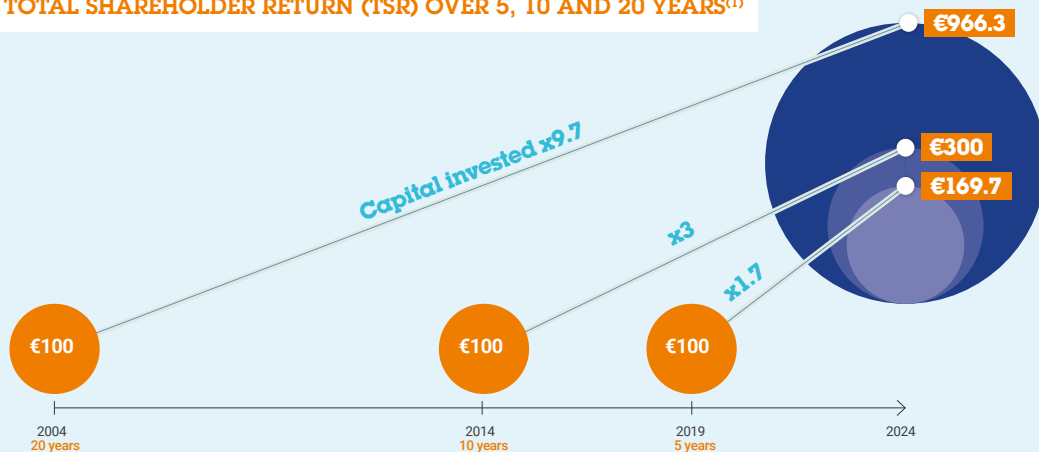 TOTAL SHAREHOLDER RETURN (TSR) OVER 5, 10 AND 20 YEARS(1)
€966.3
Capital invested x9.7
€300
€169.7
x3
x1.7
€100
€100
€100
2004
20 years
2014
10 years
2019
5 years
2024